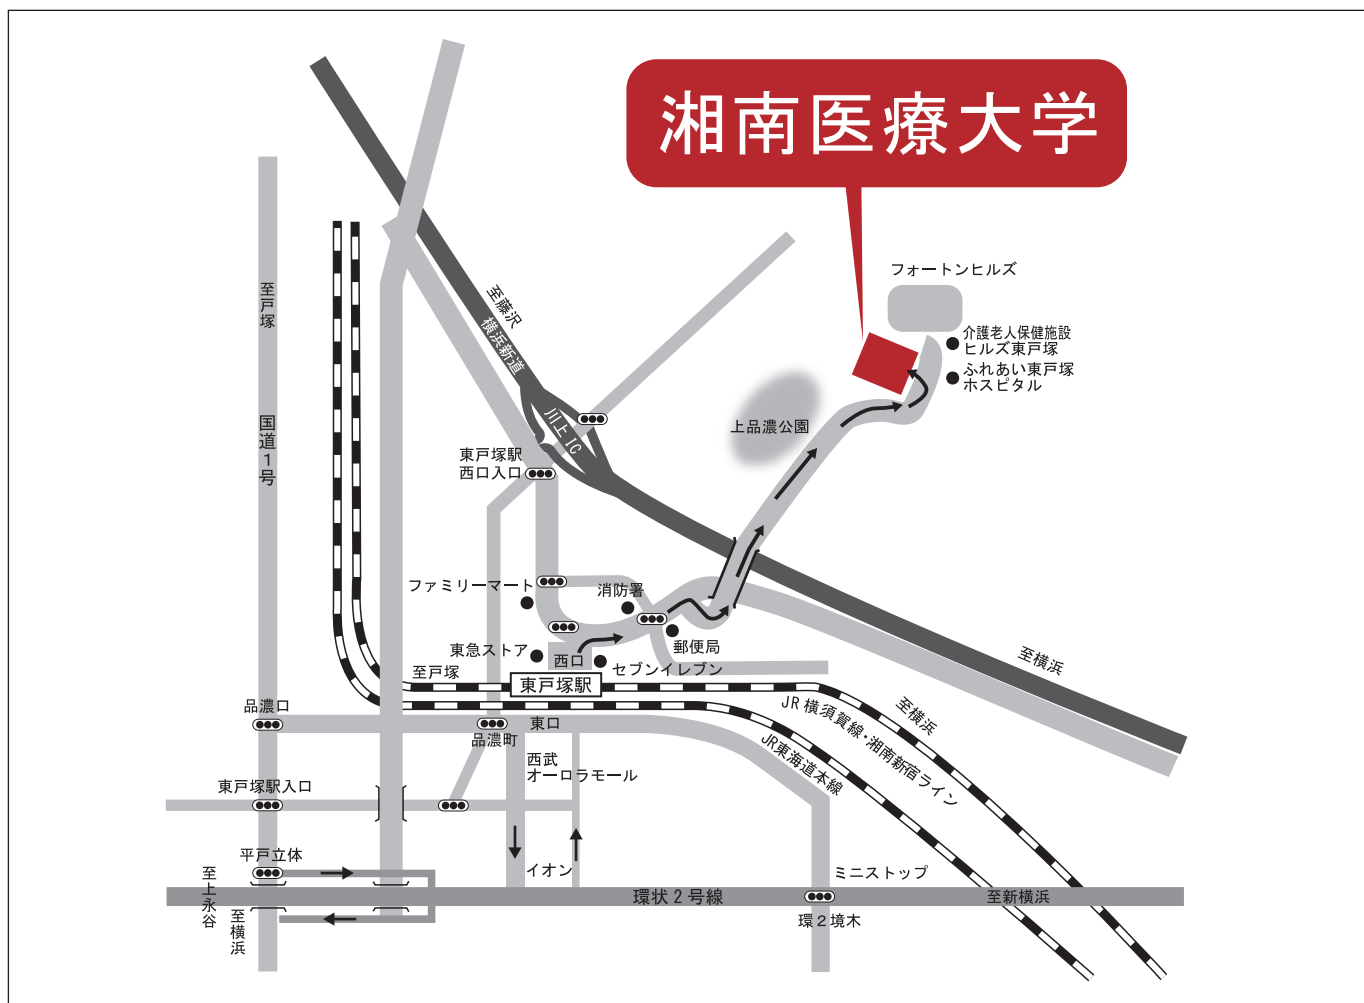 湘南医療大学
フォートンヒルズ
至戸塚
至藤沢
横浜新道
介護老人保健施設
ヒルズ東戸塚
ふれあい東戸塚
ホスピタル
国道1号
川上IC
上品濃公園
東戸塚駅
西口入口
ファミリーマート
消防署
郵便局
東急ストア
西口
セブンイレブン
至横浜
至戸塚
東戸塚駅
至横浜
JR横須賀線・湘南新宿ライン
JR東海道本線
品濃口
東口
品濃町
西武
オーロラモール
東戸塚駅入口
平戸立体
イオン
ミニストップ
至上永谷
環状2号線
至新横浜
至横浜
環2境木